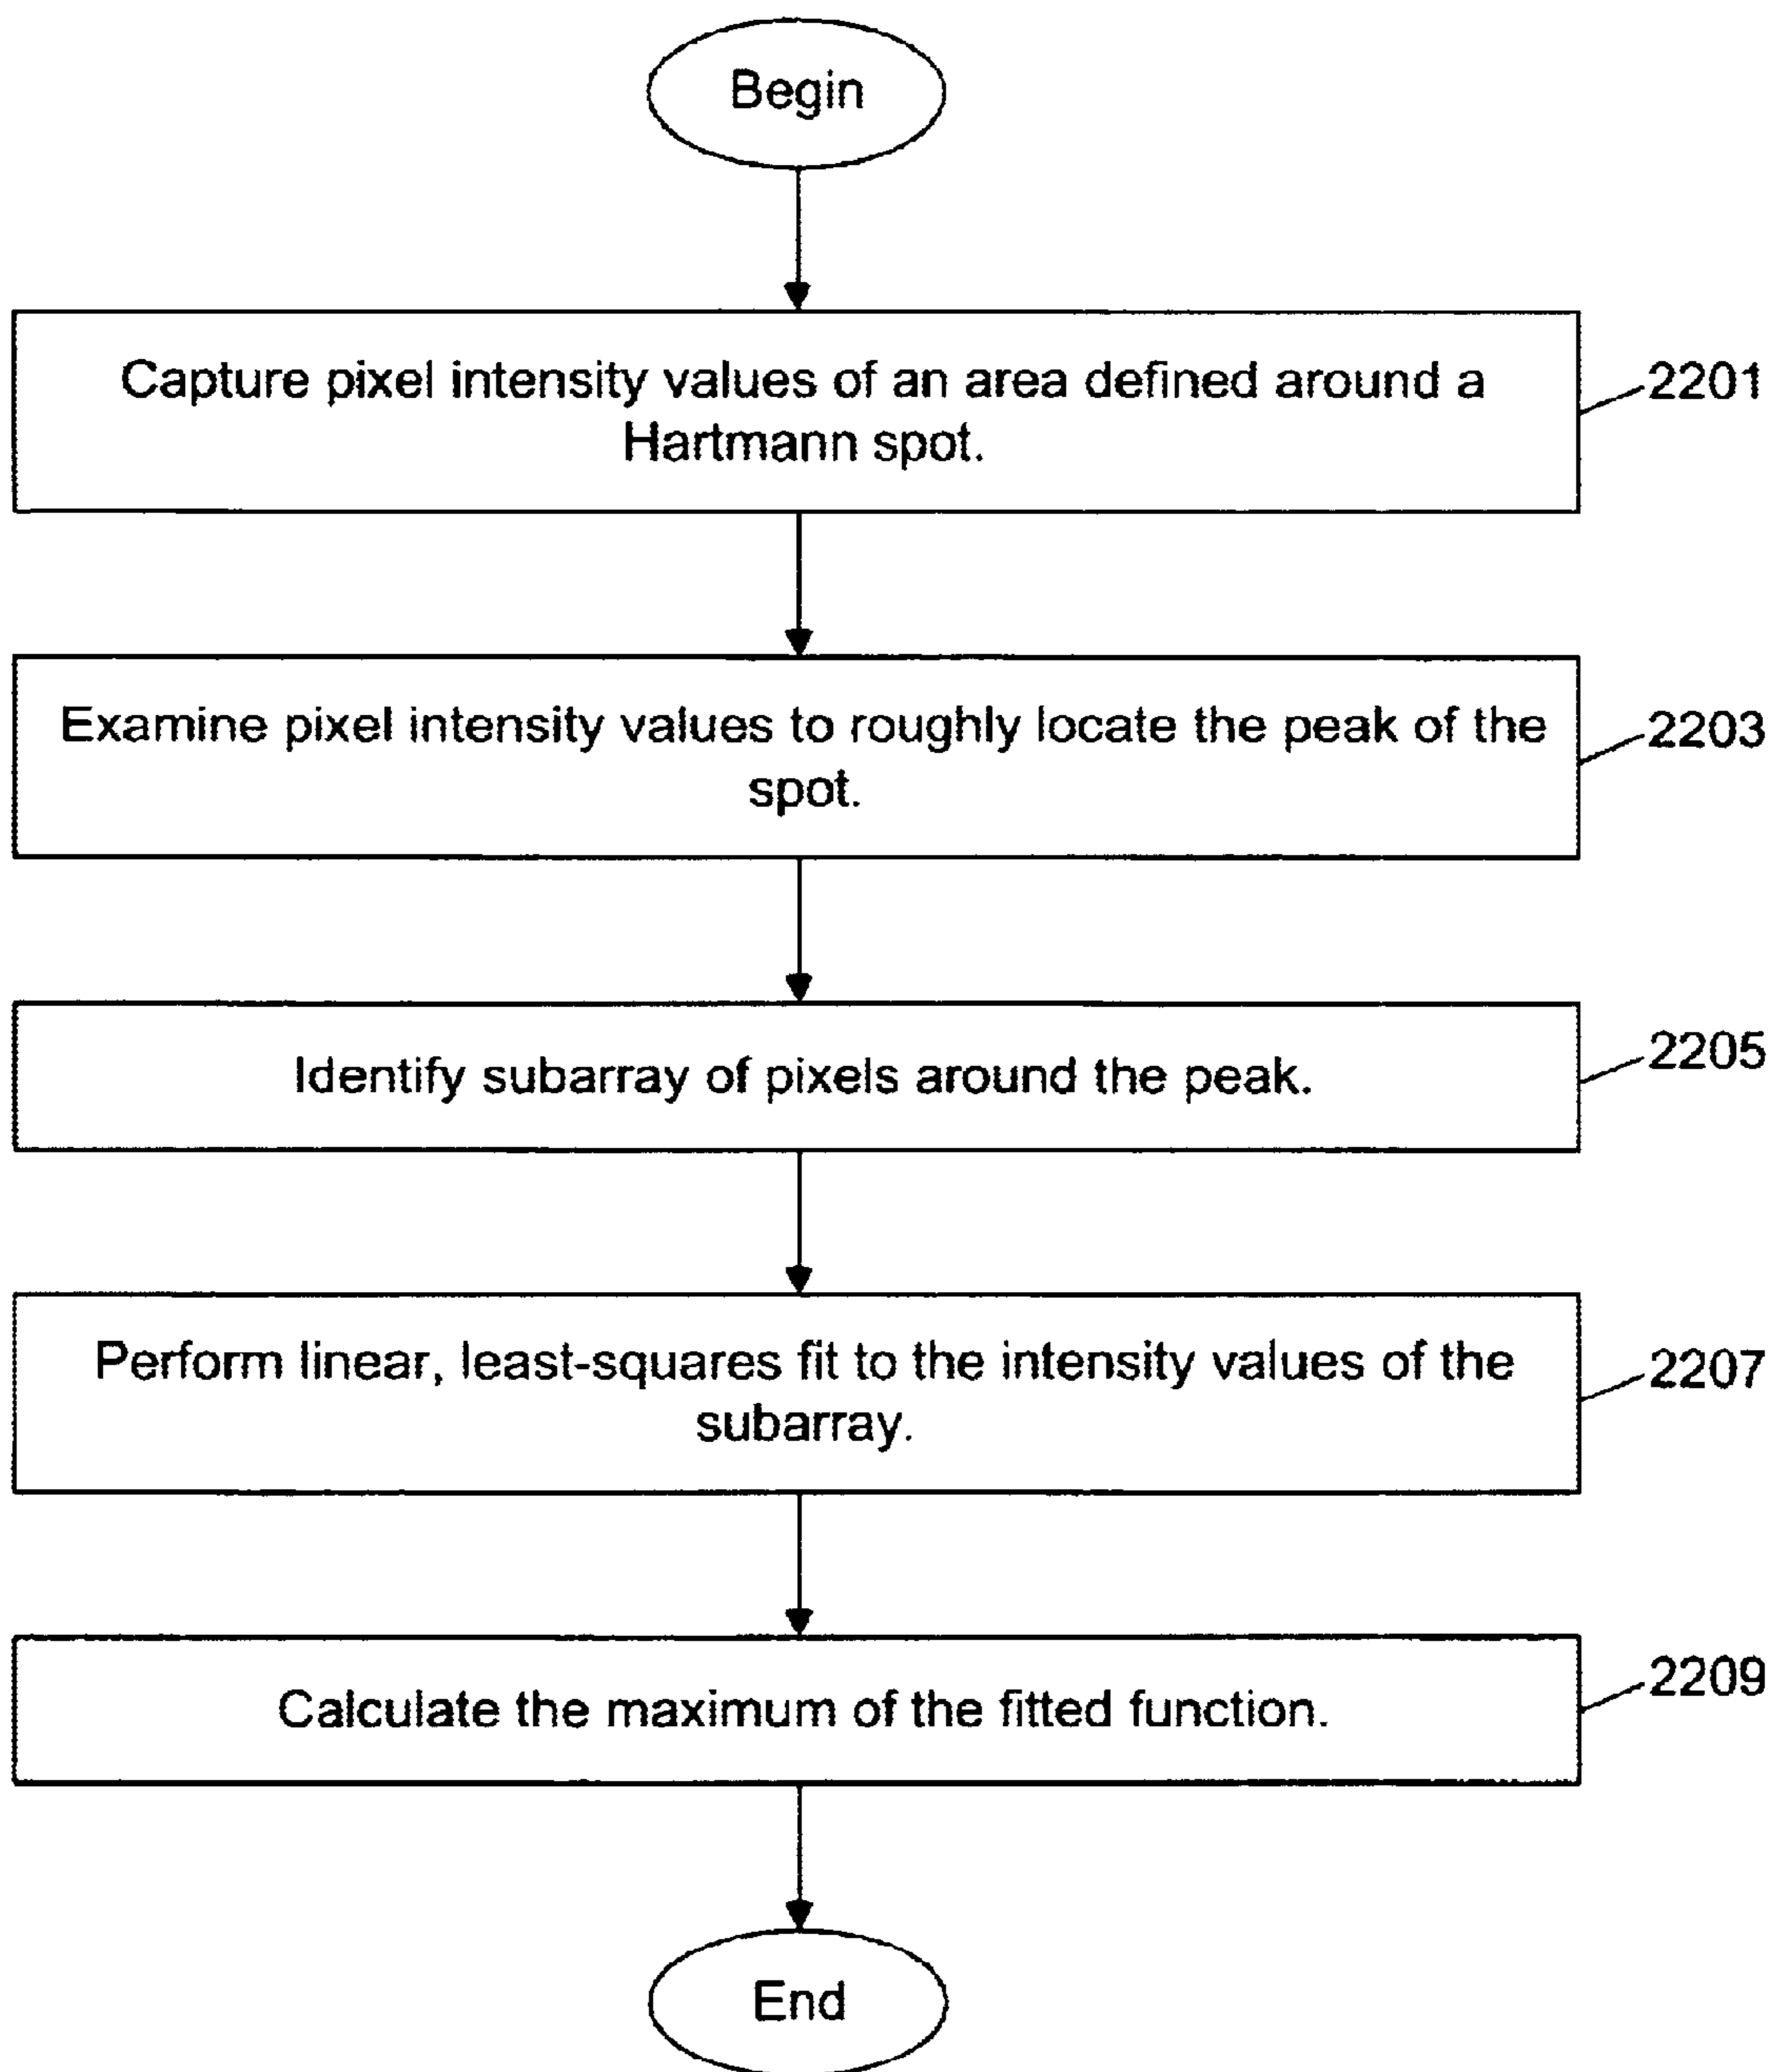 Begin
Capture pixel intensity values of an area defined around a
Hartmann spot.
2201
Examine pixel intensity values to roughly locate the peak of the
spot.
2203
Identify subarray of pixels around the peak.
2205
Perform linear, least-squares fit to the intensity values of the
subarray.
2207
Calculate the maximum of the fitted function.
2209
End